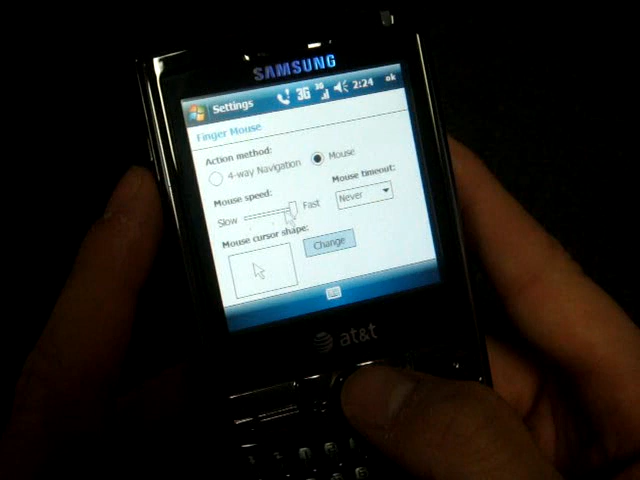 SAMSUNG
Settings 3G 3G 2:24 ok
Finger Mouse
Action method:
4-way Navigation Mouse
Mouse speed: Mouse timeout:
Slow Fast Never
Mouse cursor shape:
Change
at&t